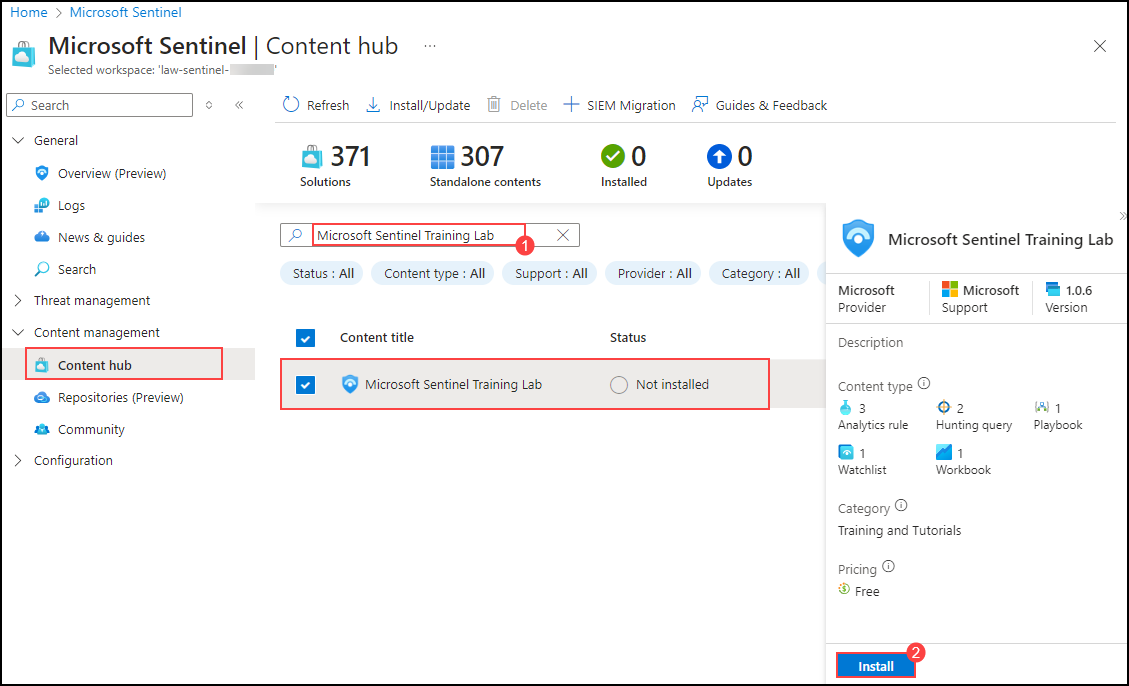 Home > Microsoft Sentinel
Microsoft Sentinel | Content hub ...
Selected workspace: 'law-sentinel-
Search
«
Refresh Install/Update Delete SIEM Migration Guides & Feedback
General
Overview (Preview)
Logs
News & guides
Search
Threat management
Content management
Content hub
Repositories (Preview)
Community
Configuration
371 307 0 0
Solutions Standalone contents Installed Updates
Microsoft Sentinel Training Lab 1
Status : All Content type : All Support : All Provider : All Category : All
Content title Status
Microsoft Sentinel Training Lab Not installed
»
Microsoft Sentinel Training Lab
Microsoft Microsoft 1.0.6
Provider Support Version
Description
Content type
3 2 1
Analytics rule Hunting query Playbook
1 1
Watchlist Workbook
Category
Training and Tutorials
Pricing
Free
Install 2